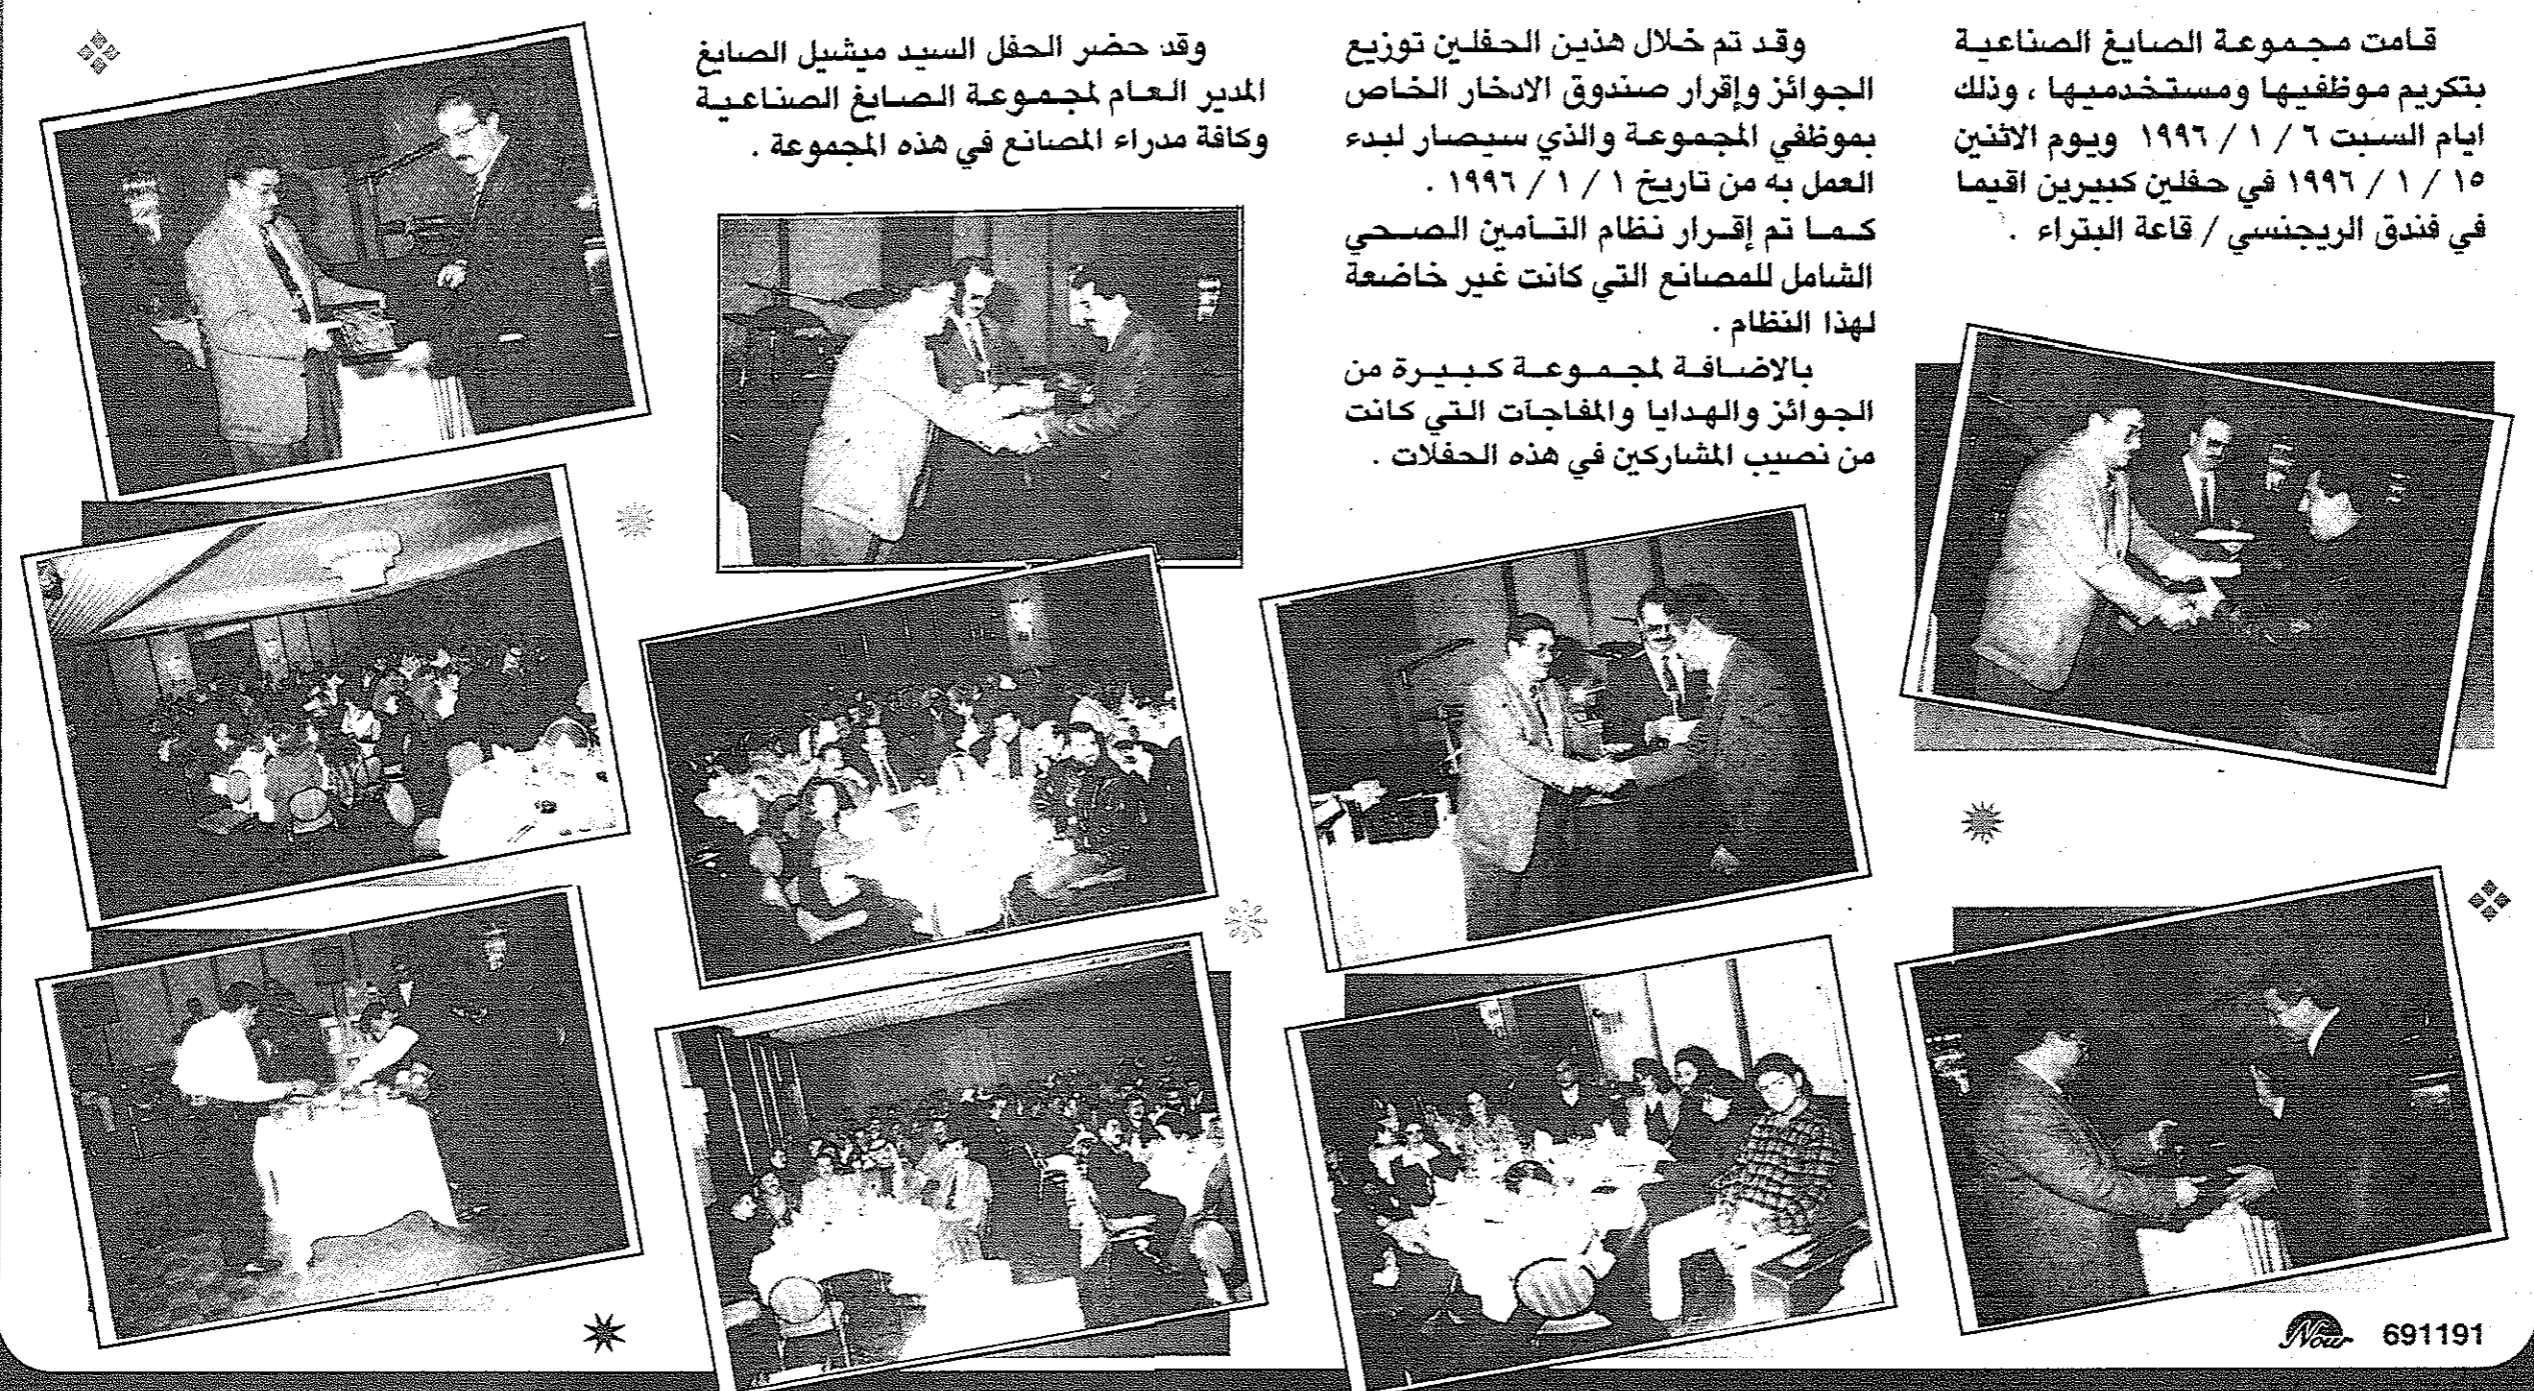 قامت مجموعة الصايغ الصناعية
بتكريم موظفيها ومستخدميها ، وذلك
ايام السبت ٦ / ١ / ١٩٩٦ ويوم الاثنين
١٥ / ١ / ١٩٩٦ في حفلين كبيرين اقيما
في فندق الريجنسي / قاعة البتراء .
وقد تم خلال هذين الحفلين توزيع
الجوائز وإقرار صندوق الادخار الخاص
بموظفي المجموعة والذي سيصار لبدء
العمل به من تاريخ ١ / ١ / ١٩٩٦ .
كما تم إقرار نظام التأمين الصحي
الشامل للمصانع التي كانت غير خاضعة
لهذا النظام .
بالاضافة لمجموعة كبيرة من
الجوائز والهدايا والمفاجآت التي كانت
من نصيب المشاركين في هذه الحفلات .
وقد حضر الحفل السيد ميشيل الصايغ
المدير العام لمجموعة الصايغ الصناعية
وكافة مدراء المصانع في هذه المجموعة .
Nour 691191